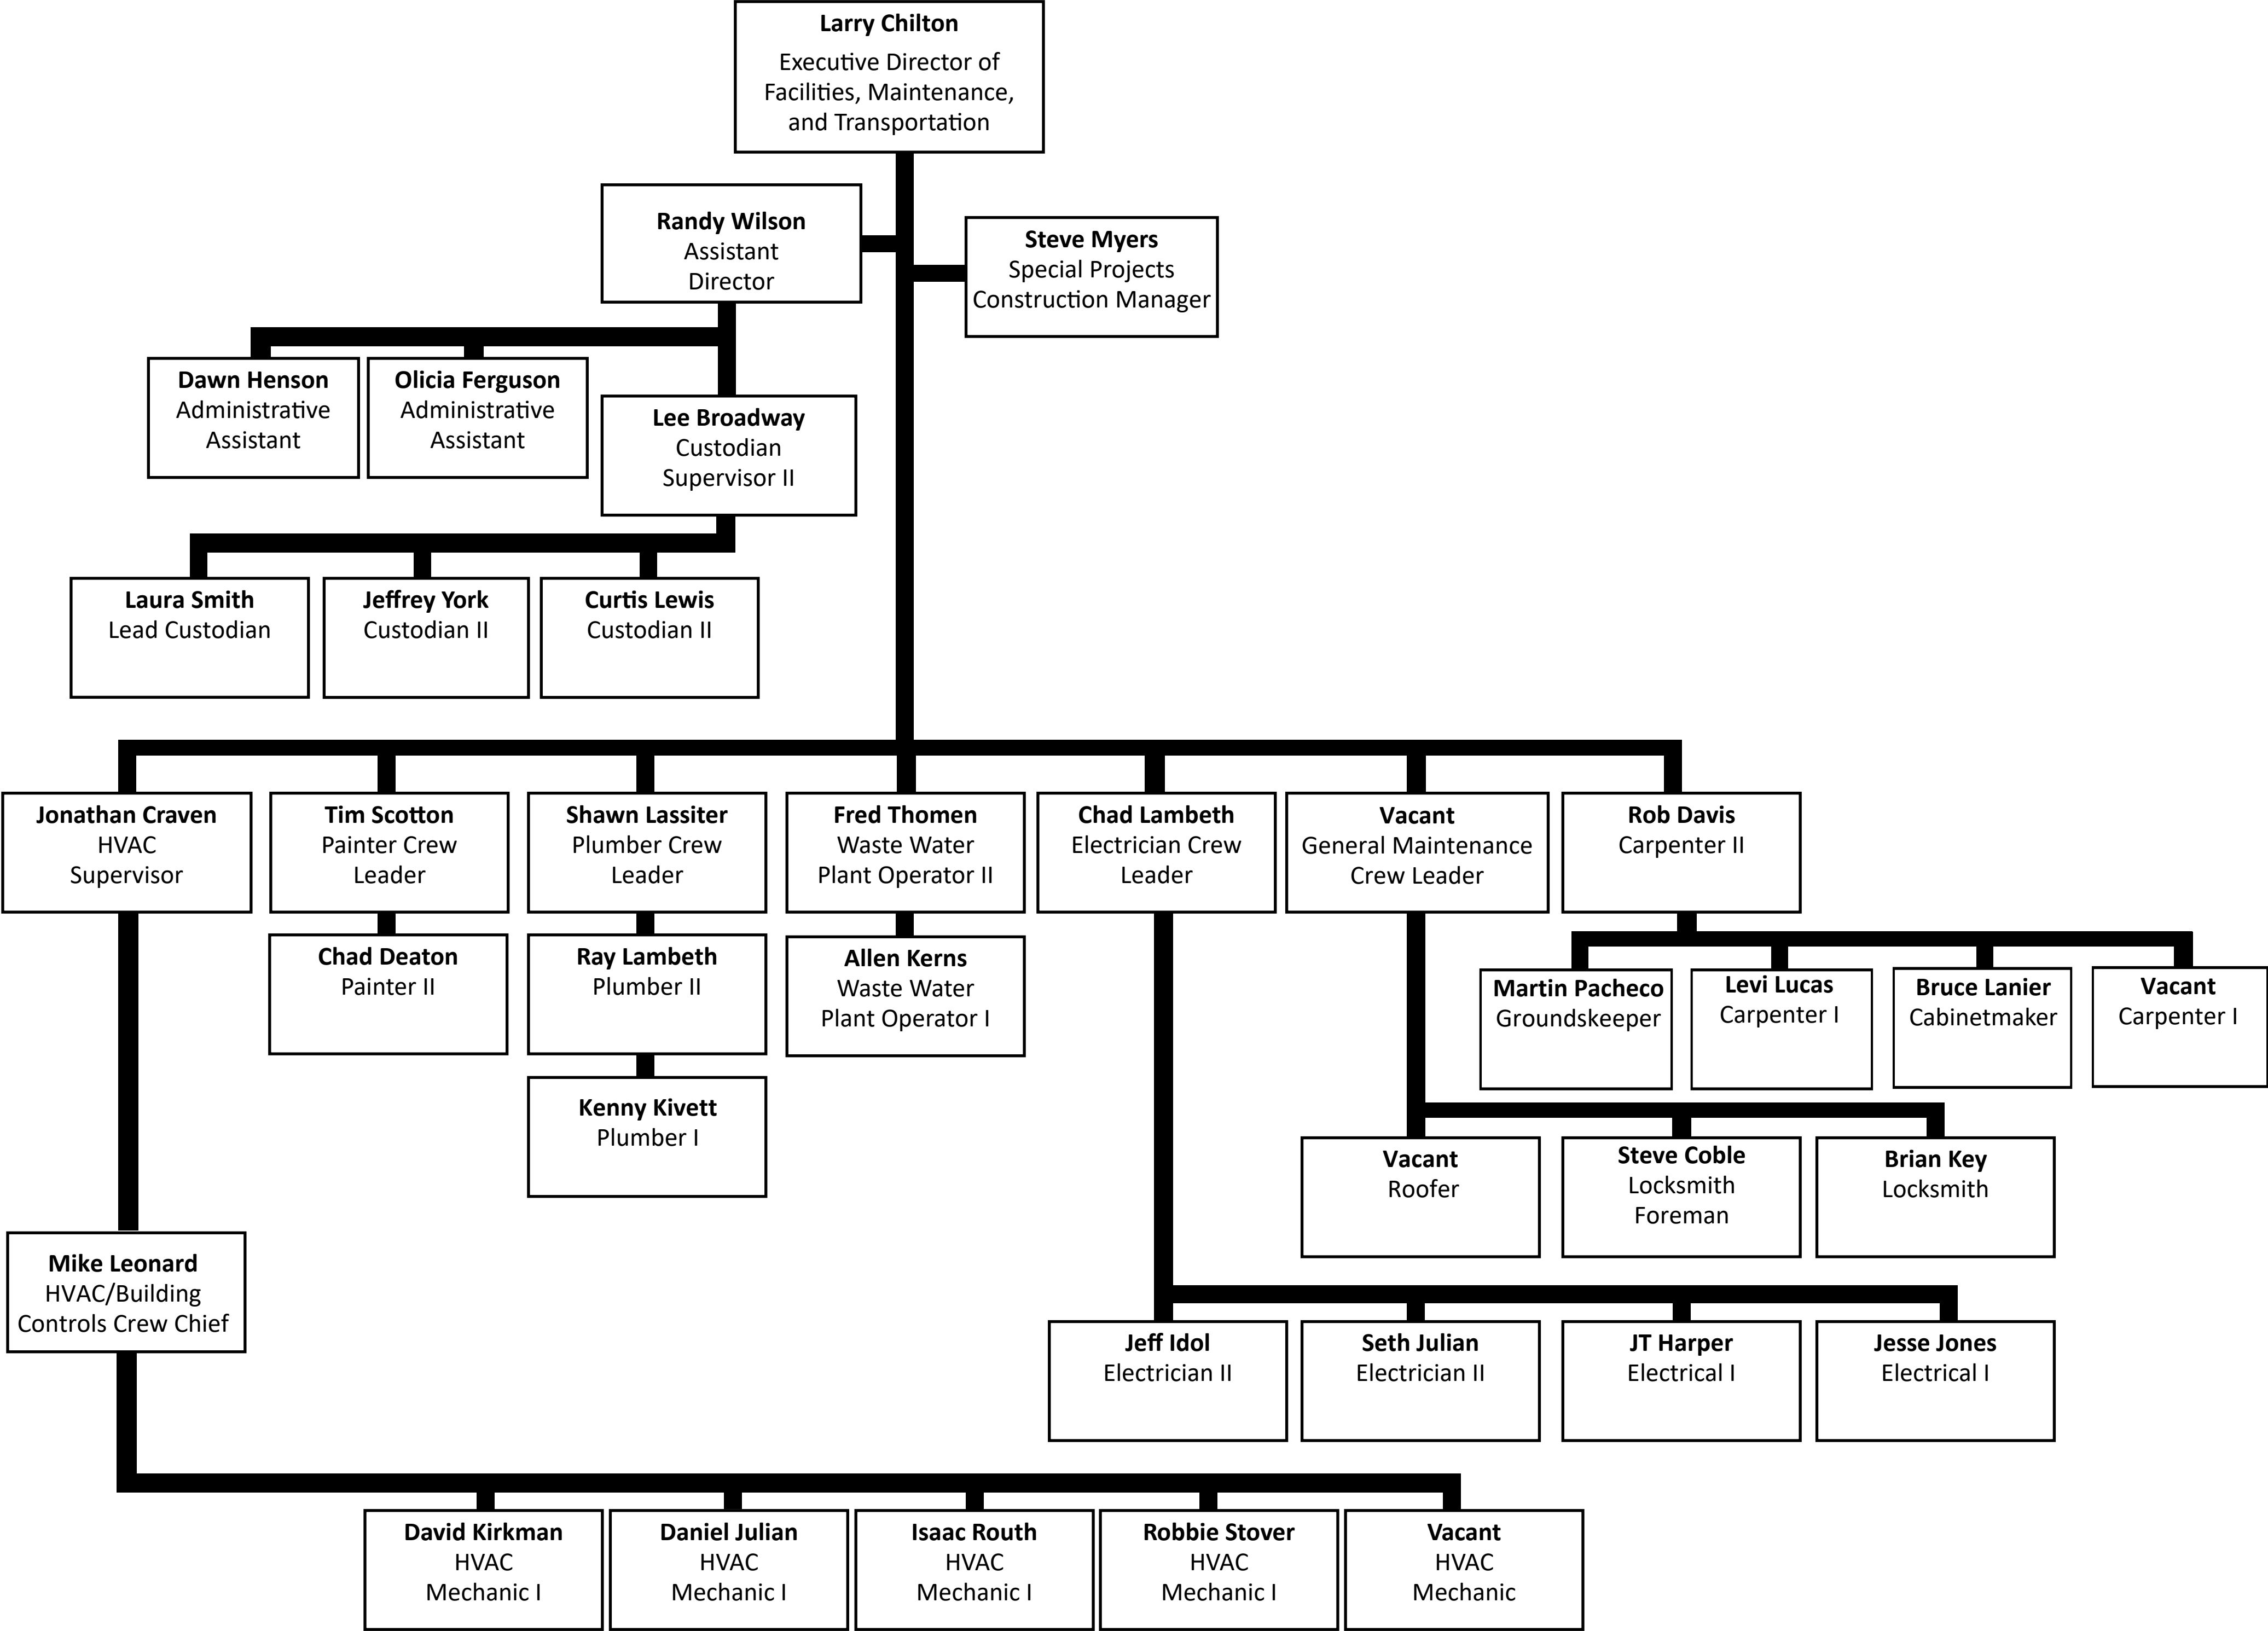 Larry Chilton
Executive Director of
Facilities, Maintenance,
and Transportation
Randy Wilson
Assistant
Director
Steve Myers
Special Projects
Construction Manager
Dawn Henson
Administrative
Assistant
Olicia Ferguson
Administrative
Assistant
Lee Broadway
Custodian
Supervisor II
Laura Smith
Lead Custodian
Jeffrey York
Custodian II
Curtis Lewis
Custodian II
Jonathan Craven
HVAC
Supervisor
Tim Scotton
Painter Crew
Leader
Shawn Lassiter
Plumber Crew
Leader
Fred Thomen
Waste Water
Plant Operator II
Chad Lambeth
Electrician Crew
Leader
Vacant
General Maintenance
Crew Leader
Rob Davis
Carpenter II
Chad Deaton
Painter II
Ray Lambeth
Plumber II
Allen Kerns
Waste Water
Plant Operator I
Martin Pacheco
Groundskeeper
Levi Lucas
Carpenter I
Bruce Lanier
Cabinetmaker
Vacant
Carpenter I
Kenny Kivett
Plumber I
Vacant
Roofer
Steve Coble
Locksmith
Foreman
Brian Key
Locksmith
Mike Leonard
HVAC/Building
Controls Crew Chief
Jeff Idol
Electrician II
Seth Julian
Electrician II
JT Harper
Electrical I
Jesse Jones
Electrical I
David Kirkman
HVAC
Mechanic I
Daniel Julian
HVAC
Mechanic I
Isaac Routh
HVAC
Mechanic I
Robbie Stover
HVAC
Mechanic I
Vacant
HVAC
Mechanic